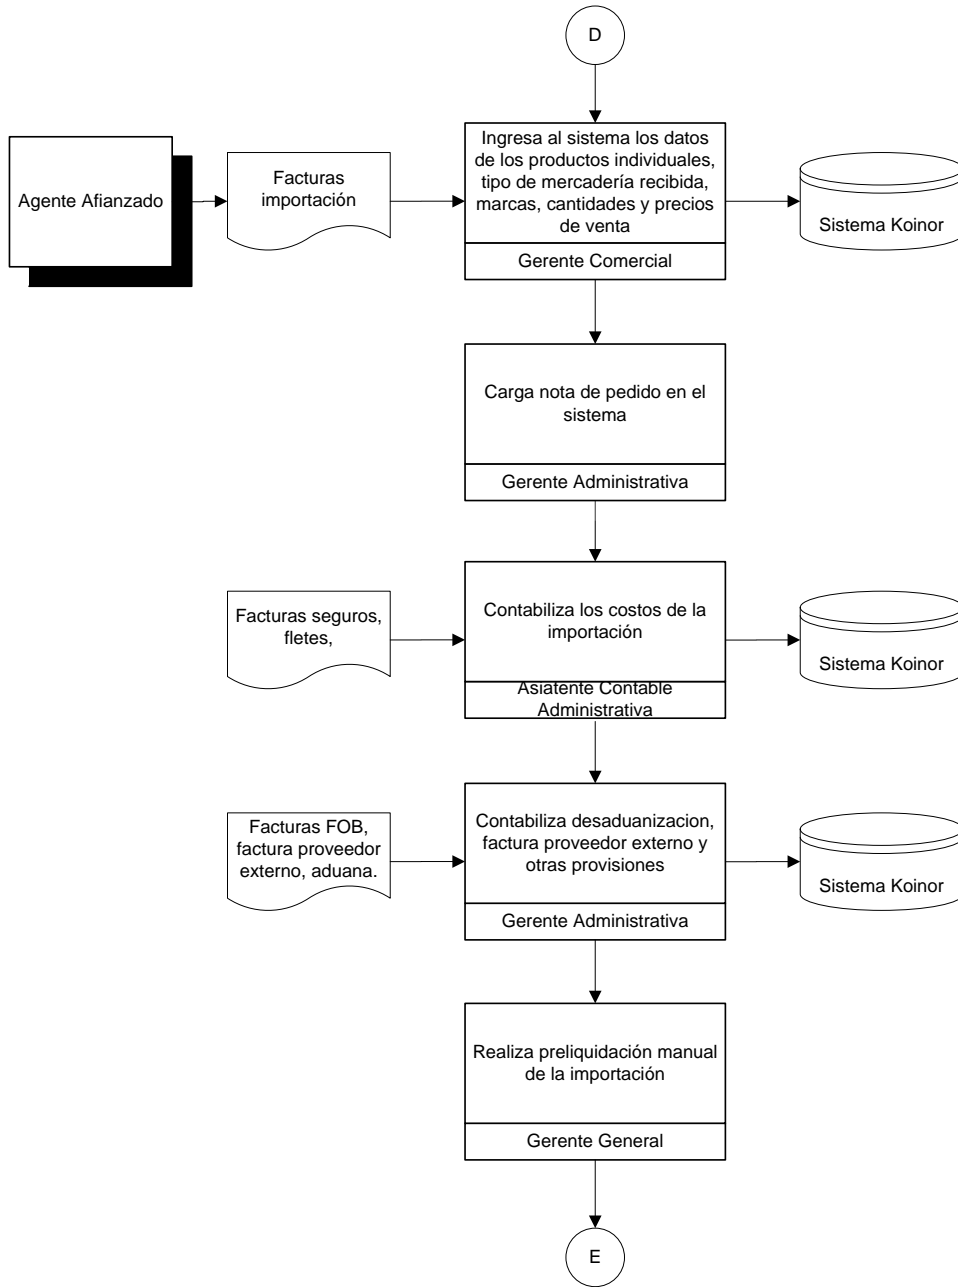 D
Agente Afianzado
Facturas
importación
Ingresa al sistema los datos
de los productos individuales,
tipo de mercadería recibida,
marcas, cantidades y precios
de venta
Gerente Comercial
Sistema Koinor
Carga nota de pedido en el
sistema
Gerente Administrativa
Facturas seguros,
fletes,
Contabiliza los costos de la
importación
Asiatente Contable
Administrativa
Sistema Koinor
Facturas FOB,
factura proveedor
externo, aduana.
Contabiliza desaduanizacion,
factura proveedor externo y
otras provisiones
Gerente Administrativa
Sistema Koinor
Realiza preliquidación manual
de la importación
Gerente General
E